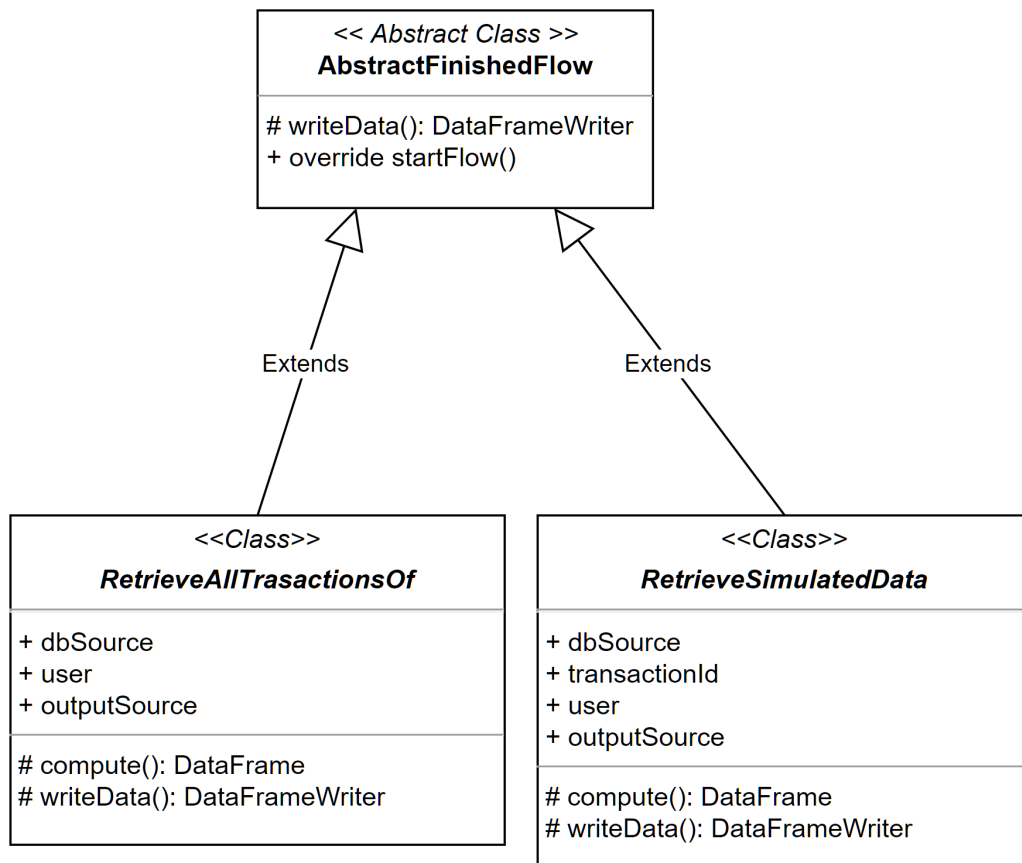 << Abstract Class >>
AbstractFinishedFlow
# writeData(): DataFrameWriter
+ override startFlow()
Extends
Extends
<<Class>>
RetrieveAllTrasactionsOf
+ dbSource
+ user
+ outputSource
# compute(): DataFrame
# writeData(): DataFrameWriter
<<Class>>
RetrieveSimulatedData
+ dbSource
+ transactionId
+ user
+ outputSource
# compute(): DataFrame
# writeData(): DataFrameWriter